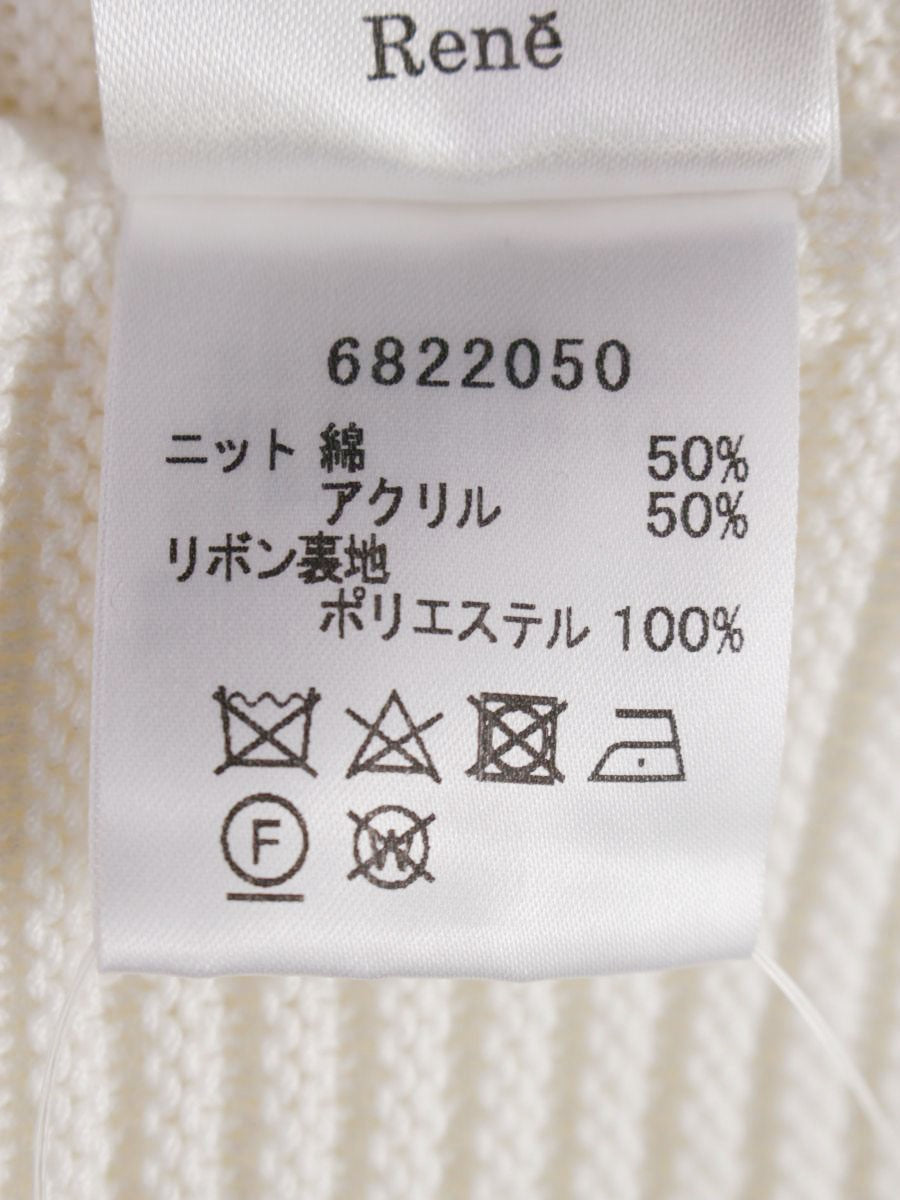 Renĕ
6822050
ニット 綿 50%
アクリル 50%
リボン裏地
ポリエステル 100%
F
W